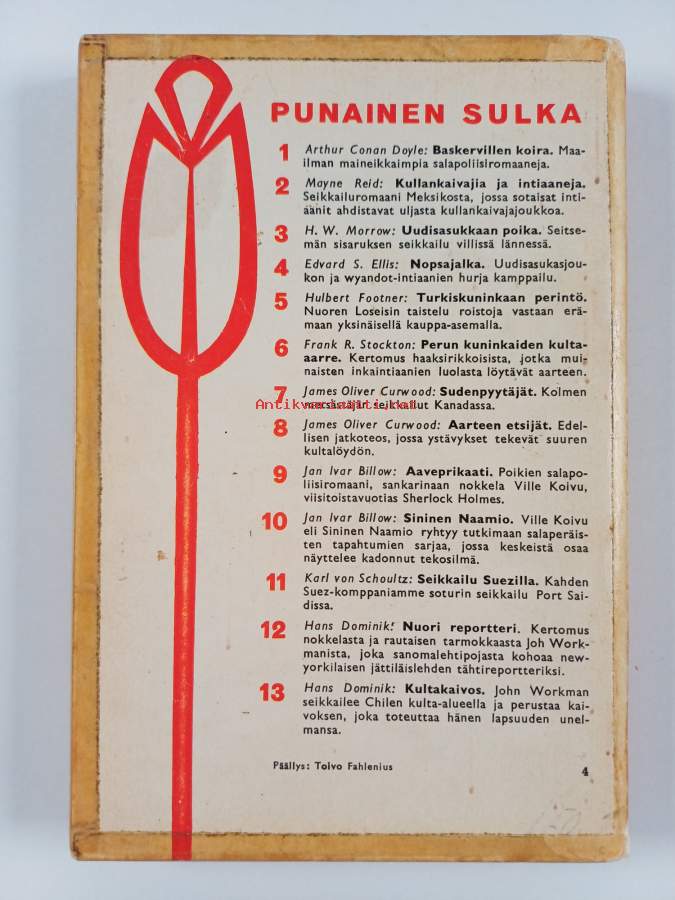 PUNAINEN SULKA
1 Arthur Conan Doyle: Baskervillen koira. Maa-
ilman maineikkaimpia salapoliisiromaaneja.
2 Mayne Reid: Kullankaivajia ja intiaaneja.
Seikkailuromaani Meksikosta, jossa sotaisat inti-
äänit ahdistavat uljasta kullankaivajajoukkoa.
3 H. W. Morrow: Uudisasukkaan poika. Seitse-
män sisaruksen seikkailu villissä lännessä.
4 Edvard S. Ellis: Nopsajalka. Uudisasukasjou-
kon ja wyandot-intiaanien hurja kamppailu.
5 Hulbert Footner: Turkiskuninkaan perintö.
Nuoren Loseisin taistelu roistoja vastaan erä-
maan yksinäisellä kauppa-asemalla.
6 Frank R. Stockton: Perun kuninkaiden kulta-
aarre. Kertomus haaksirikkoisista, jotka mui-
naisten inkaintiaanien luolasta löytävät aarteen.
7 James Oliver Curwood: Sudenpyytäjät. Kolmen
metsästäjän seikkailut Kanadassa.
Antikvaari.net
8 James Oliver Curwood: Aarteen etsijät. Edel-
lisen jatkoteos, jossa ystävykset tekevät suuren
kultalöydön.
9 Jan Ivar Billow: Aaveprikaati. Poikien salapo-
liisiromaani, sankarinaan nokkela Ville Koivu,
viisitoistavuotias Sherlock Holmes.
10 Jan Ivar Billow: Sininen Naamio. Ville Koivu
eli Sininen Naamio ryhtyy tutkimaan salaperäis-
ten tapahtumien sarjaa, jossa keskeistä osaa
näyttelee kadonnut tekosilmä.
11 Karl von Schoultz: Seikkailu Suezilla. Kahden
Suez-komppaniamme soturin seikkailu Port Sai-
dissa.
12 Hans Dominik: Nuori reportteri. Kertomus
nokkelasta ja rautaisen tarmokkaasta Joh Work-
manista, joka sanomalehtipojasta kohoaa new-
yorkilaisen jättiläislehden tähtireportteriksi.
13 Hans Dominik: Kultakaivos. John Workman
seikkailee Chilen kulta-alueella ja perustaa kai-
voksen, joka toteuttaa hänen lapsuuden unel-
mansa.
Päällys: Toivo Fahlenius
4